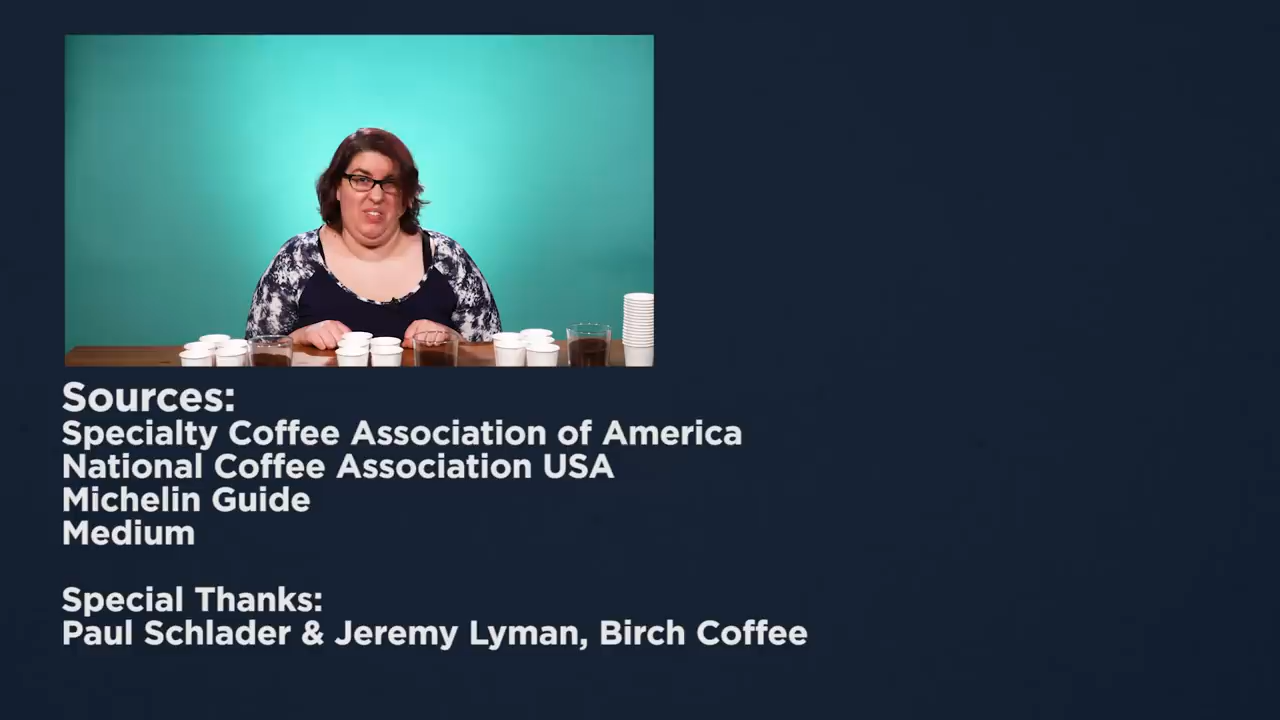 Sources:
Specialty Coffee Association of America
National Coffee Association USA
Michelin Guide
Medium
Special Thanks:
Paul Schlader & Jeremy Lyman, Birch Coffee